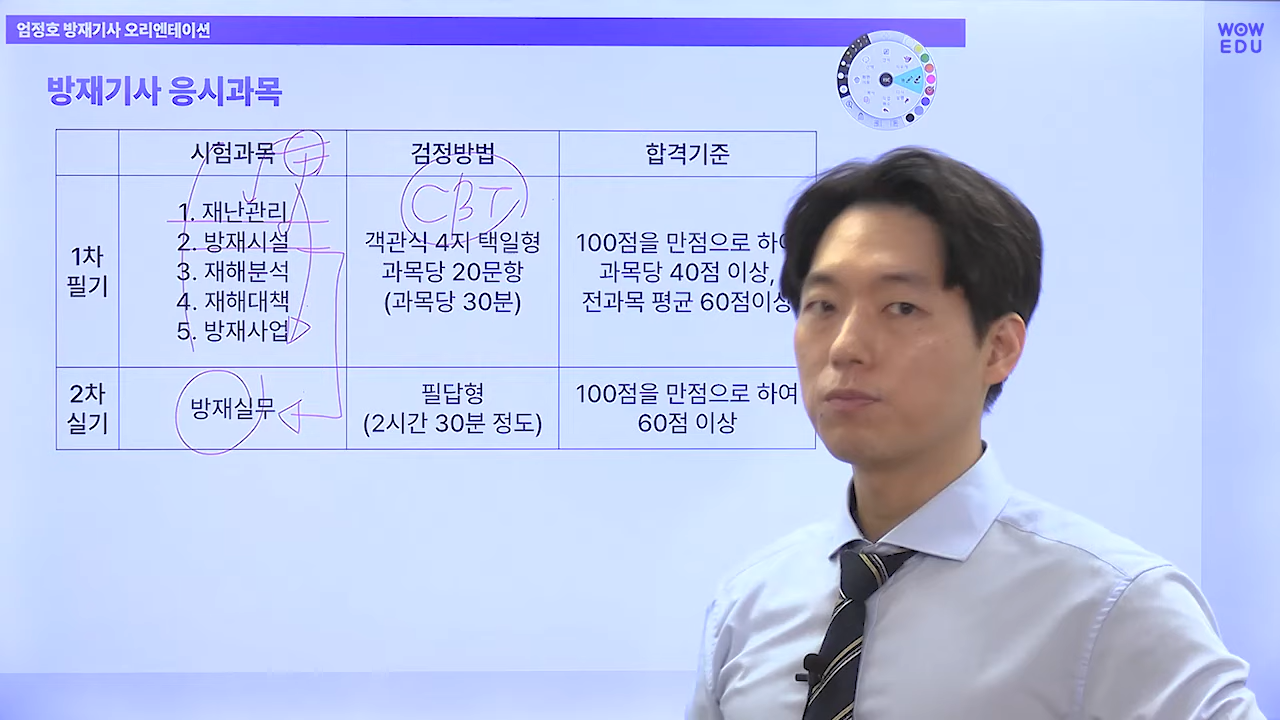 엄정호 방재기사 오리엔테이션
WOW
EDU
방재기사 응시과목
시험과목
검정방법
합격기준
1차
필기
1. 재난관리
2. 방재시설
3. 재해분석
4. 재해대책
5. 방재사업
CBT
객관식 4지 택일형
과목당 20문항
(과목당 30분)
100점을 만점으로 하여
과목당 40점 이상,
전과목 평균 60점이상
2차
실기
방재실무
필답형
(2시간 30분 정도)
100점을 만점으로 하여
60점 이상